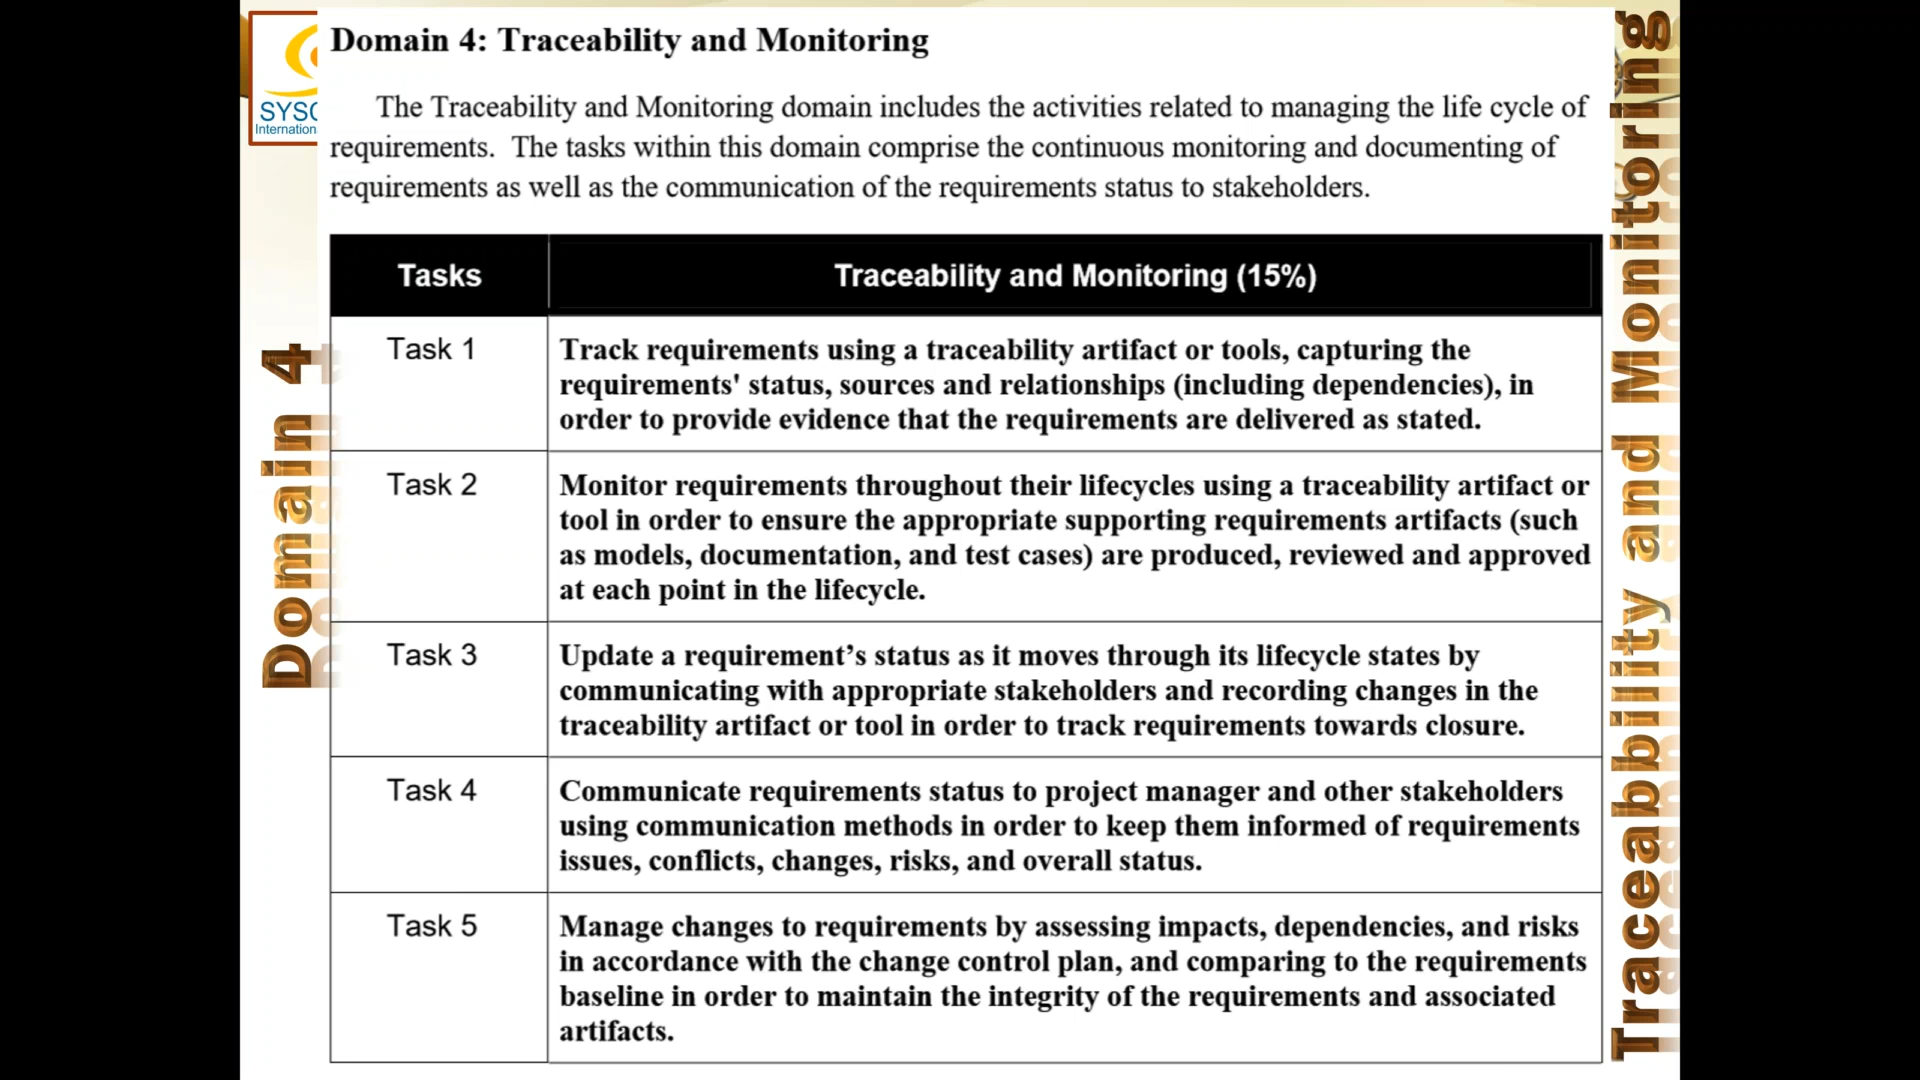 Domain 4: Traceability and Monitoring
The Traceability and Monitoring domain includes the activities related to managing the life cycle of
requirements. The tasks within this domain comprise the continuous monitoring and documenting of
requirements as well as the communication of the requirements status to stakeholders.
Tasks
Traceability and Monitoring (15%)
Task 1
Track requirements using a traceability artifact or tools, capturing the
requirements' status, sources and relationships (including dependencies), in
order to provide evidence that the requirements are delivered as stated.
Task 2
Monitor requirements throughout their lifecycles using a traceability artifact or
tool in order to ensure the appropriate supporting requirements artifacts (such
as models, documentation, and test cases) are produced, reviewed and approved
at each point in the lifecycle.
Task 3
Update a requirement’s status as it moves through its lifecycle states by
communicating with appropriate stakeholders and recording changes in the
traceability artifact or tool in order to track requirements towards closure.
Task 4
Communicate requirements status to project manager and other stakeholders
using communication methods in order to keep them informed of requirements
issues, conflicts, changes, risks, and overall status.
Task 5
Manage changes to requirements by assessing impacts, dependencies, and risks
in accordance with the change control plan, and comparing to the requirements
baseline in order to maintain the integrity of the requirements and associated
artifacts.
Domain 4
Traceability and Monitoring